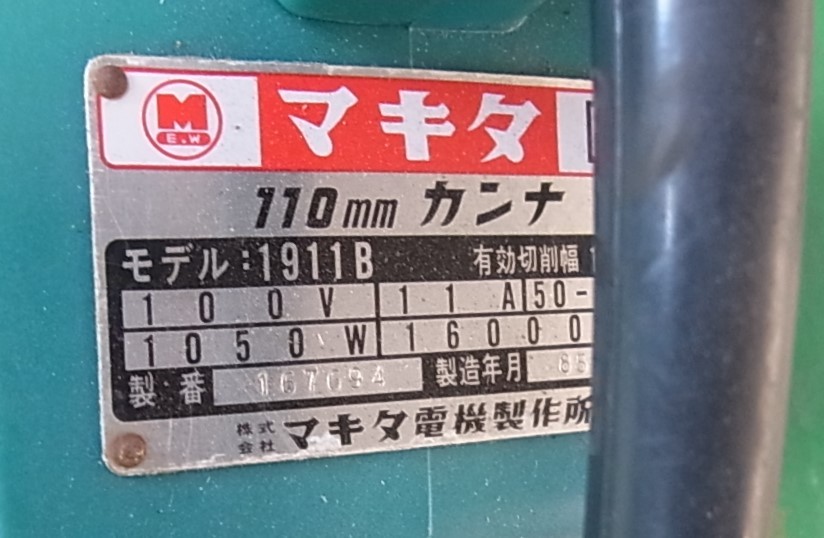 M
E.W
マキタ
110mm カンナ
モデル:1911B 有効切削幅
100V 11A 50-
1050W 16000
製番 167694 製造年月 85
株式会社 マキタ電機製作所